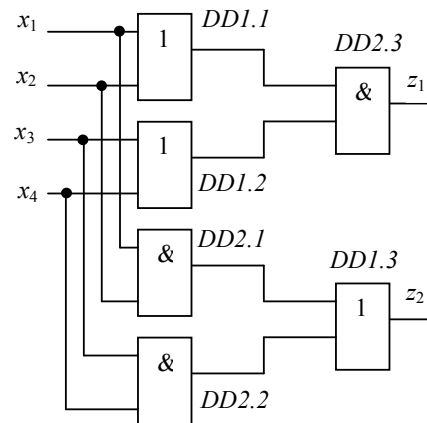 x1
1
DD1.1
DD2.3
x2
&
z1
x3
1
x4
DD1.2
&
DD2.1
DD1.3
1
z2
&
DD2.2